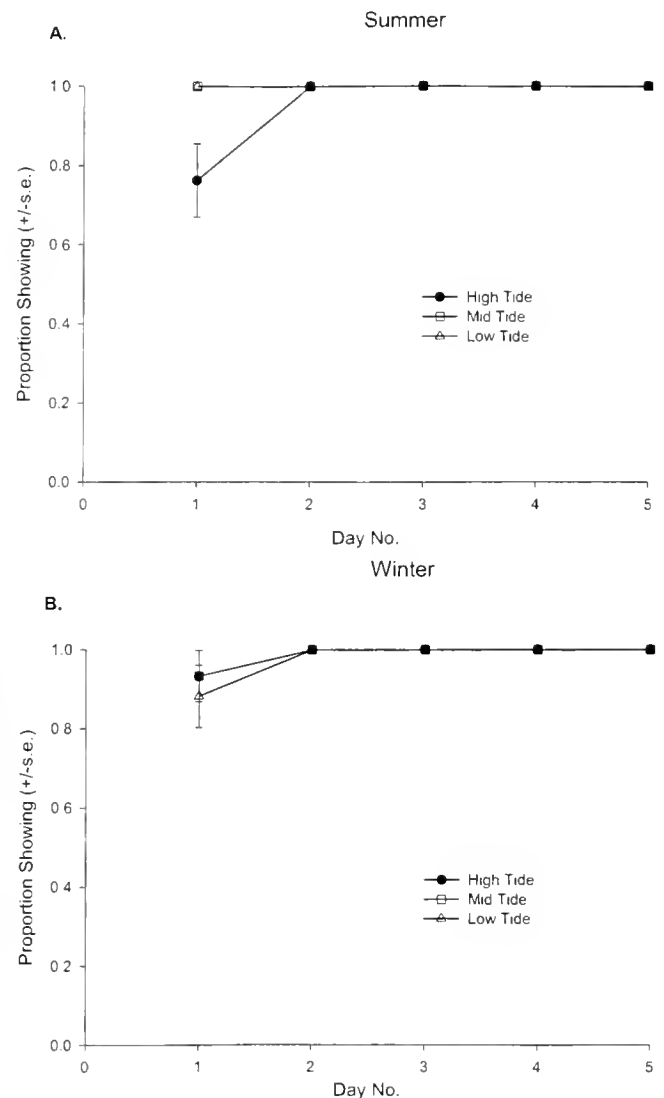 Summer
A.
Proportion Showing (+/-s.e.)
1.0
0.8
0 6
0.4
0.2
0.0
High Tide
Mid Tide
Low Tide
0 1 2 3 4 5
Day No.
Winter
B.
Proportion Showing (+/-s.e.)
1.0
0.8
0 6
0 4
0 2
0.0
High Tide
Mid Tide
Low Tide
0 1 2 3 4 5
Day No.